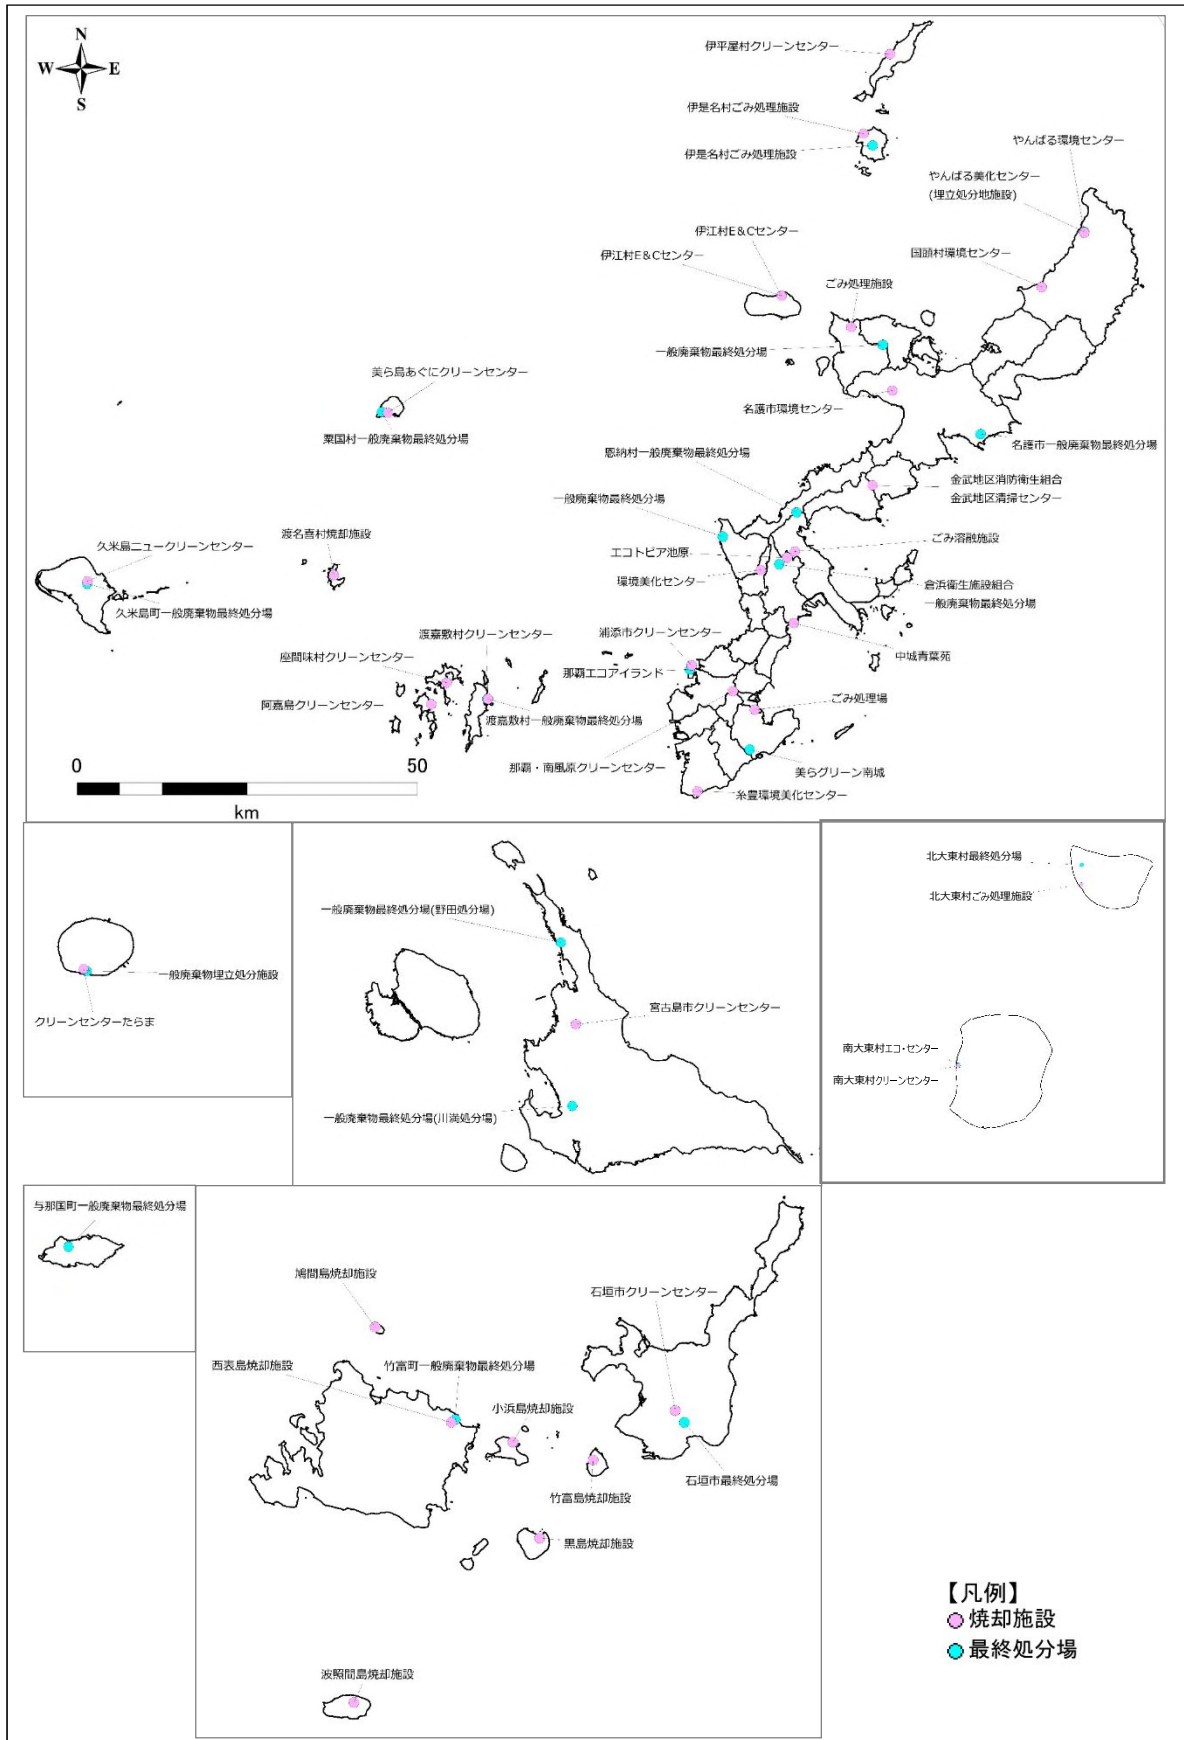 N
W
E
S
伊平屋村クリーンセンター
伊是名村ごみ処理施設
伊是名村ごみ処理施設
やんばる環境センター
やんばる美化センター
(埋立処分地施設)
伊江村E&Cセンター
伊江村E&Cセンター
国頭村環境センター
ごみ処理施設
一般廃棄物最終処分場
美ら島あぐにクリーンセンター
名護市環境センター
粟国村一般廃棄物最終処分場
名護市一般廃棄物最終処分場
恩納村一般廃棄物最終処分場
金武地区消防衛生組合
金武地区清掃センター
一般廃棄物最終処分場
渡名喜村焼却施設
久米島ニュークリーンセンター
ごみ溶融施設
エコトピア池原
環境美化センター
倉浜衛生施設組合
一般廃棄物最終処分場
久米島町一般廃棄物最終処分場
渡嘉敷村クリーンセンター
浦添市クリーンセンター
中城青葉苑
座間味村クリーンセンター
那覇エコアイランド
阿嘉島クリーンセンター
渡嘉敷村一般廃棄物最終処分場
ごみ処理場
那覇・南風原クリーンセンター
美らグリーン南城
糸豊環境美化センター
0
50
km
北大東村最終処分場
北大東村ごみ処理施設
一般廃棄物最終処分場(野田処分場)
一般廃棄物埋立処分施設
クリーンセンターたらま
宮古島市クリーンセンター
南大東村エコ・センター
南大東村クリーンセンター
一般廃棄物最終処分場(川満処分場)
与那国町一般廃棄物最終処分場
鳩間島焼却施設
石垣市クリーンセンター
西表島焼却施設
竹富町一般廃棄物最終処分場
小浜島焼却施設
石垣市最終処分場
竹富島焼却施設
黒島焼却施設
波照間島焼却施設
【凡例】
焼却施設
最終処分場